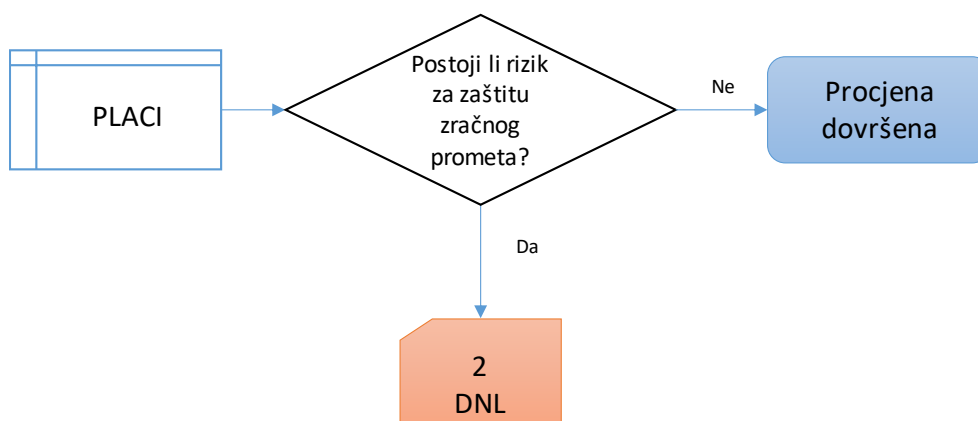 PLACI
Postoji li rizik
za zaštitu
zračnog
prometa?
Ne
Procjena
dovršena
Da
2
DNL